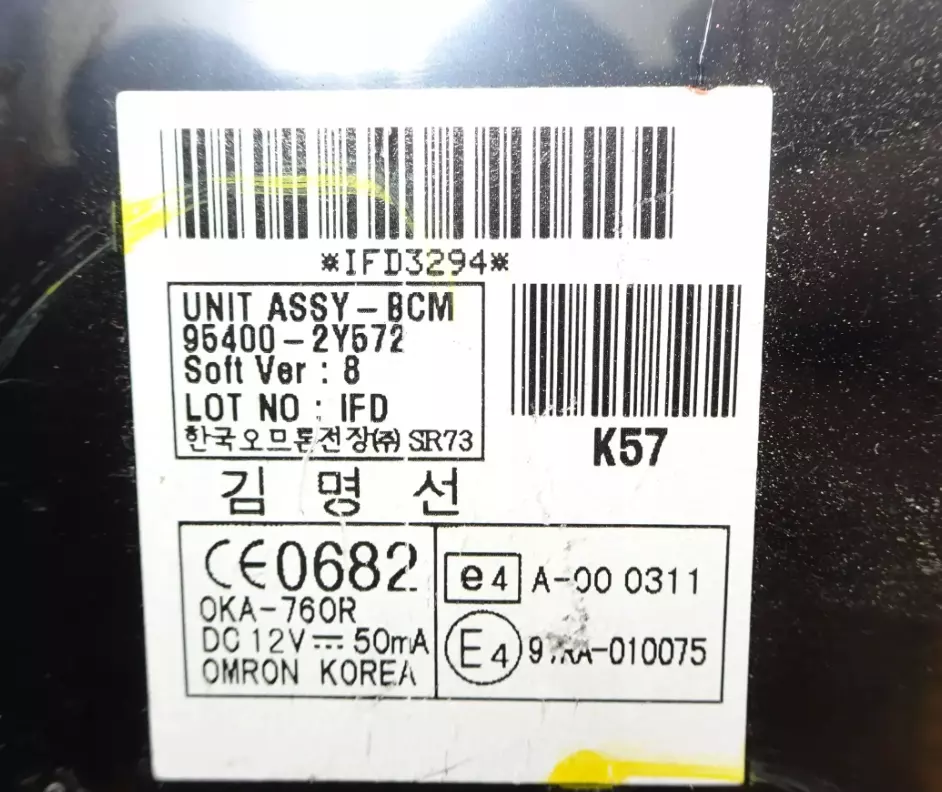 *IFD3294*
UNIT ASSY-BCM
95400-2Y572
Soft Ver : 8
LOT NO : IFD
한국오므론전장(주) SR73
K57
김 명 선
CE0682
OKA-760R
DC 12V ⎓ 50mA
OMRON KOREA
e4 A-00 0311
E4